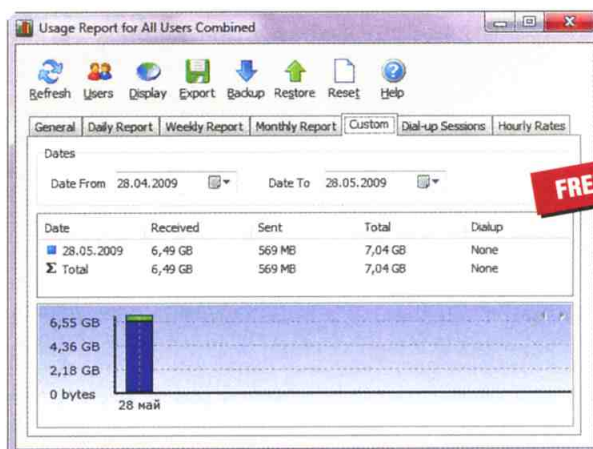 Usage Report for All Users Combined
Refresh Users Display Export Backup Restore Reset Help
General Daily Report Weekly Report Monthly Report Custom Dial-up Sessions Hourly Rates
Dates
Date From 28.04.2009 Date To 28.05.2009
FRE
Date Received Sent Total Dialup
28.05.2009 6,49 GB 569 MB 7,04 GB None
Σ Total 6,49 GB 569 MB 7,04 GB None
6,55 GB
4,36 GB
2,18 GB
0 bytes
28 май